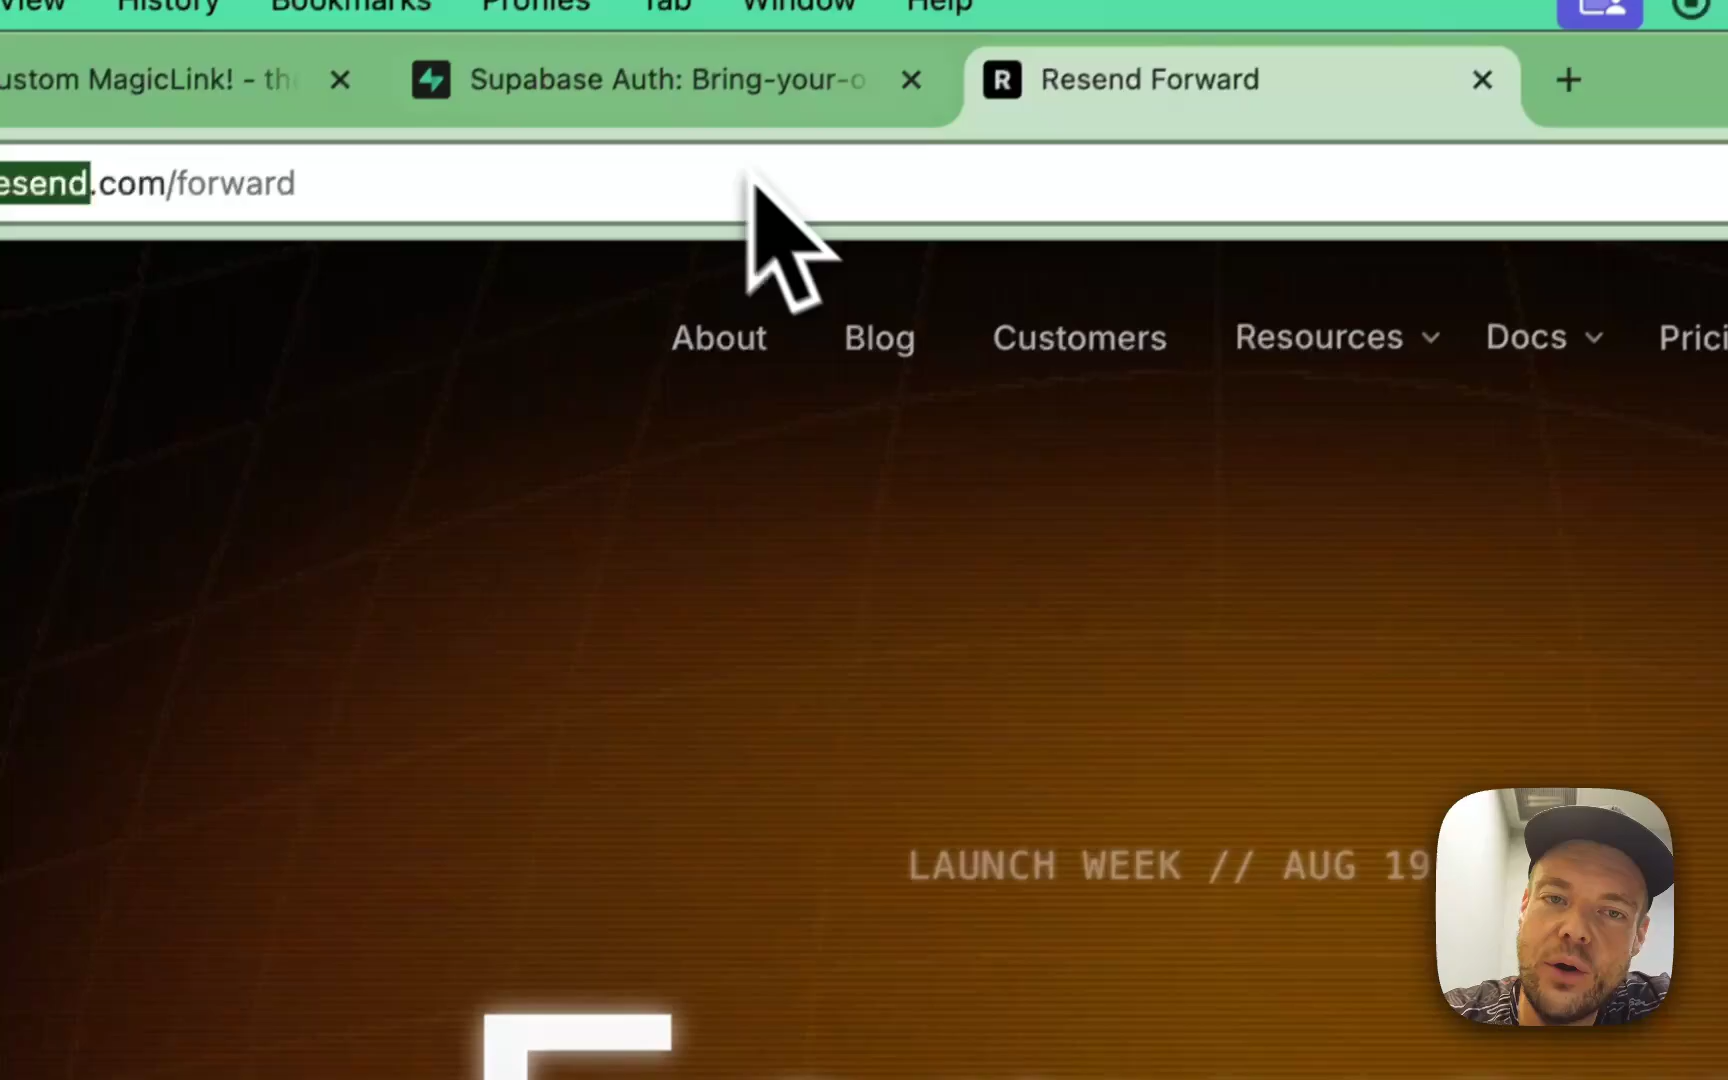 View History Bookmarks Profiles Tab Window Help
ustom MagicLink! - the
Supabase Auth: Bring-your-o
R Resend Forward
esend.com/forward
About Blog Customers Resources Docs Prici
LAUNCH WEEK // AUG 19